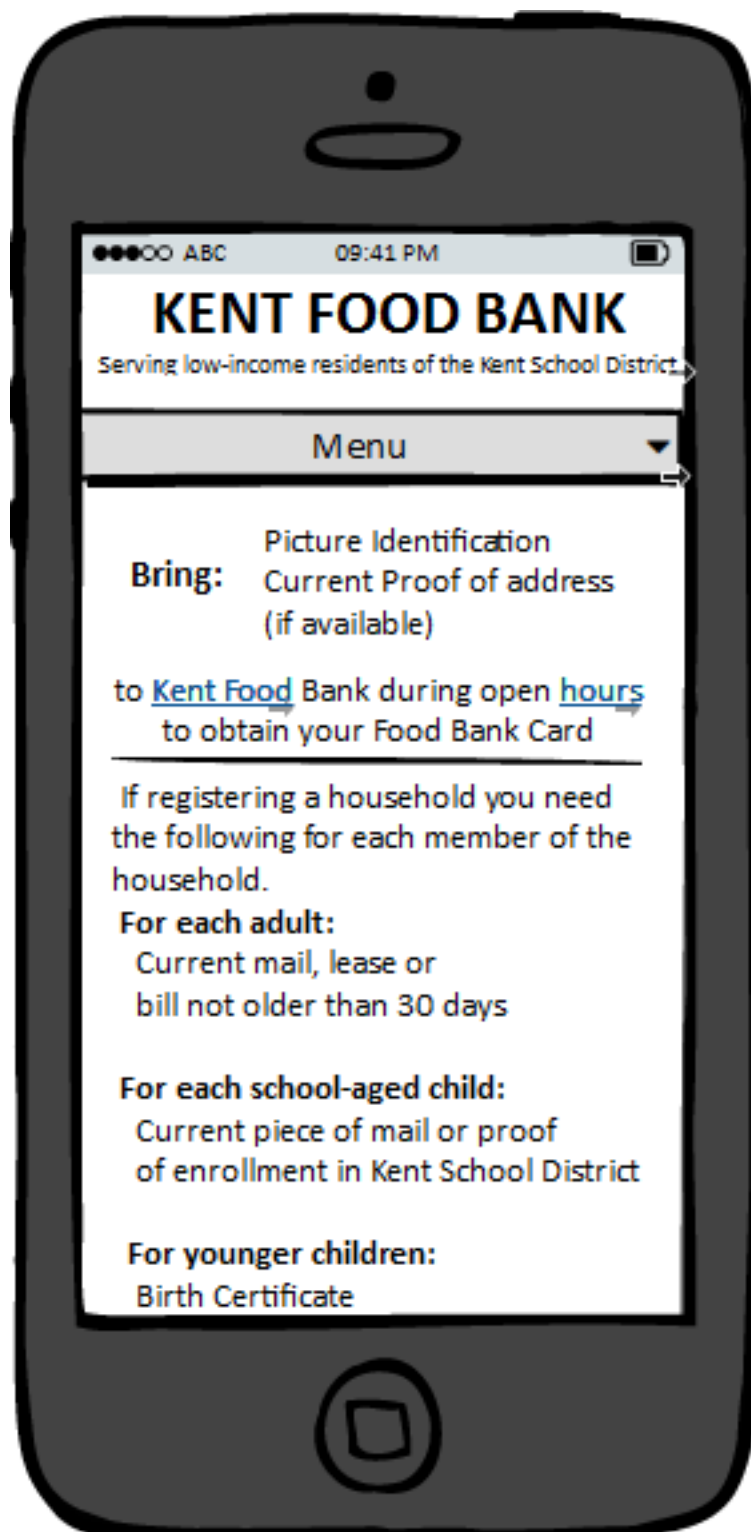 ABC 09:41 PM
KENT FOOD BANK
Serving low-income residents of the Kent School District
Menu
Bring:
Picture Identification
Current Proof of address
(if available)
to Kent Food Bank during open hours
to obtain your Food Bank Card
If registering a household you need
the following for each member of the
household.
For each adult:
Current mail, lease or
bill not older than 30 days
For each school-aged child:
Current piece of mail or proof
of enrollment in Kent School District
For younger children:
Birth Certificate